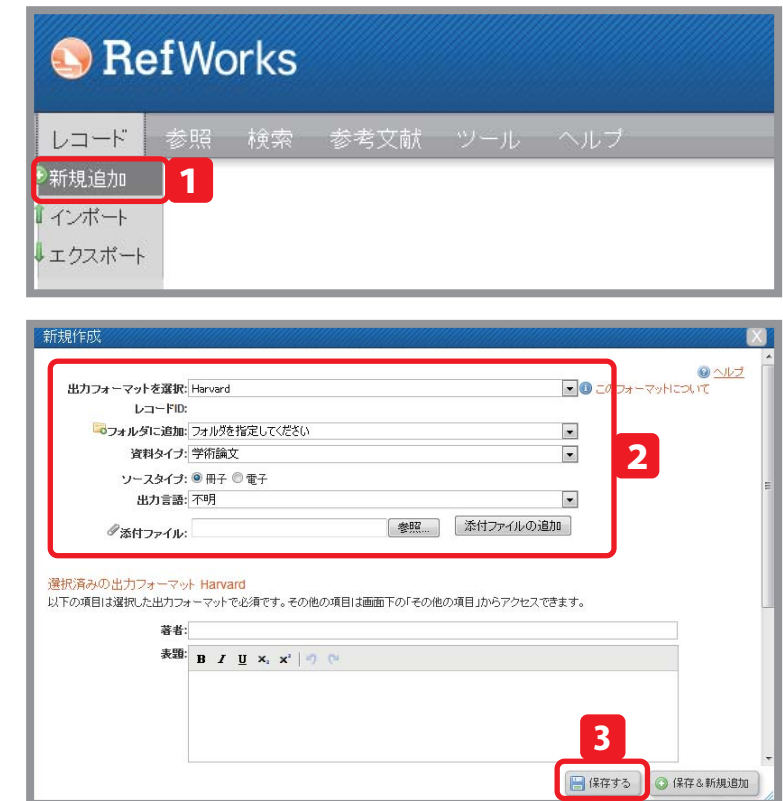 RefWorks
レコード 参照 検索 参考文献 ツール ヘルプ
新規追加
1
インポート
エクスポート
新規作成 X
ヘルプ
出力フォーマットを選択: Harvard このフォーマットについて
レコードID:
フォルダに追加: フォルダを指定してください
資料タイプ: 学術論文
2
ソースタイプ: 冊子 電子
出力言語: 不明
添付ファイル: 参照... 添付ファイルの追加
選択済みの出力フォーマット Harvard
以下の項目は選択した出力フォーマットで必須です。その他の項目は画面下の「その他の項目」からアクセスできます。
著者:
表題: B I U X₂ X²
3
保存する 保存&新規追加